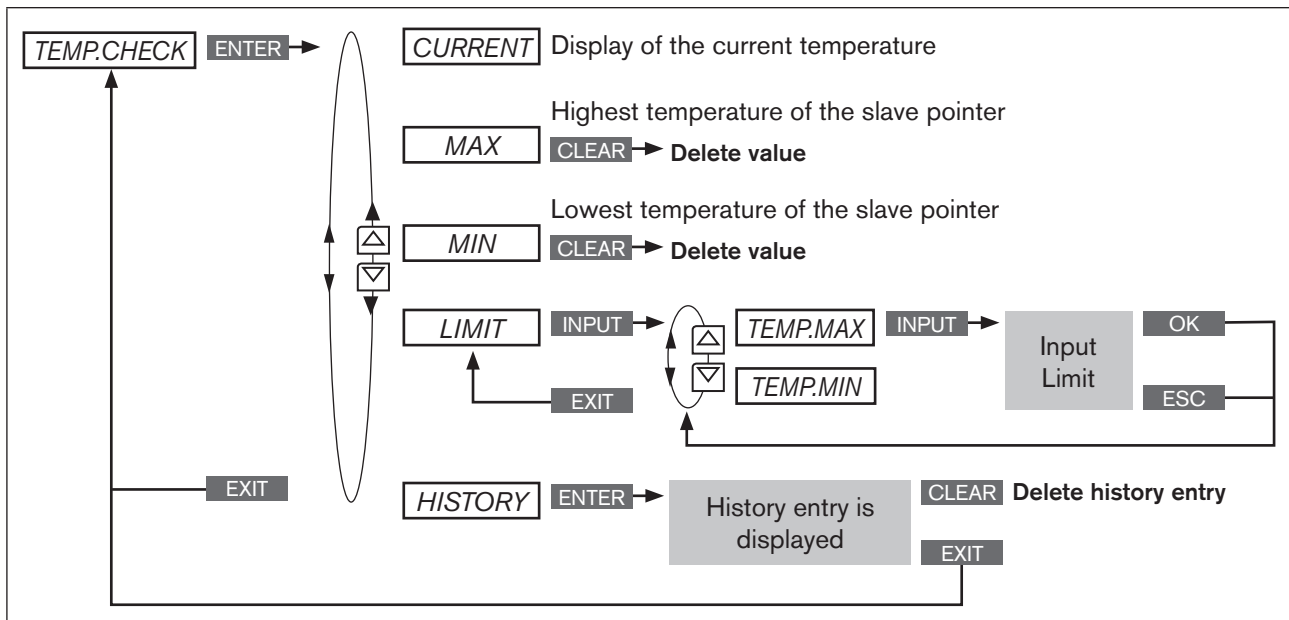 TEMP.CHECK ENTER CURRENT Display of the current temperature
Highest temperature of the slave pointer
MAX CLEAR Delete value
Lowest temperature of the slave pointer
MIN CLEAR Delete value
LIMIT INPUT TEMP.MAX INPUT Input Limit OK
EXIT TEMP.MIN ESC
EXIT HISTORY ENTER History entry is displayed CLEAR Delete history entry
EXIT